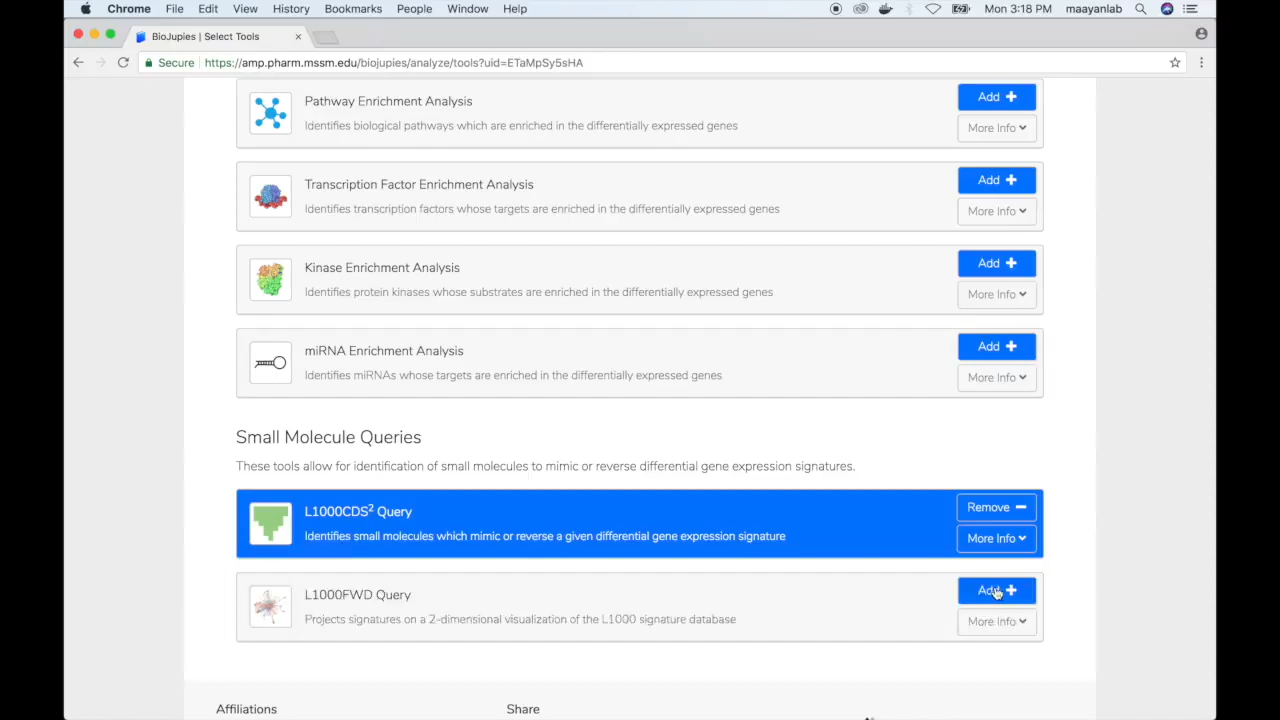 Chrome File Edit View History Bookmarks People Window Help Mon 3:18 PM maayanlab
BioJupies | Select Tools
Secure https://amp.pharm.mssm.edu/biojupies/analyze/tools?uid=ETaMpSy5sHA
Pathway Enrichment Analysis
Identifies biological pathways which are enriched in the differentially expressed genes
Add
More Info
Transcription Factor Enrichment Analysis
Identifies transcription factors whose targets are enriched in the differentially expressed genes
Add
More Info
Kinase Enrichment Analysis
Identifies protein kinases whose substrates are enriched in the differentially expressed genes
Add
More Info
miRNA Enrichment Analysis
Identifies miRNAs whose targets are enriched in the differentially expressed genes
Add
More Info
Small Molecule Queries
These tools allow for identification of small molecules to mimic or reverse differential gene expression signatures.
L1000CDS² Query
Identifies small molecules which mimic or reverse a given differential gene expression signature
Remove
More Info
L1000FWD Query
Projects signatures on a 2-dimensional visualization of the L1000 signature database
Add
More Info
Affiliations
Share